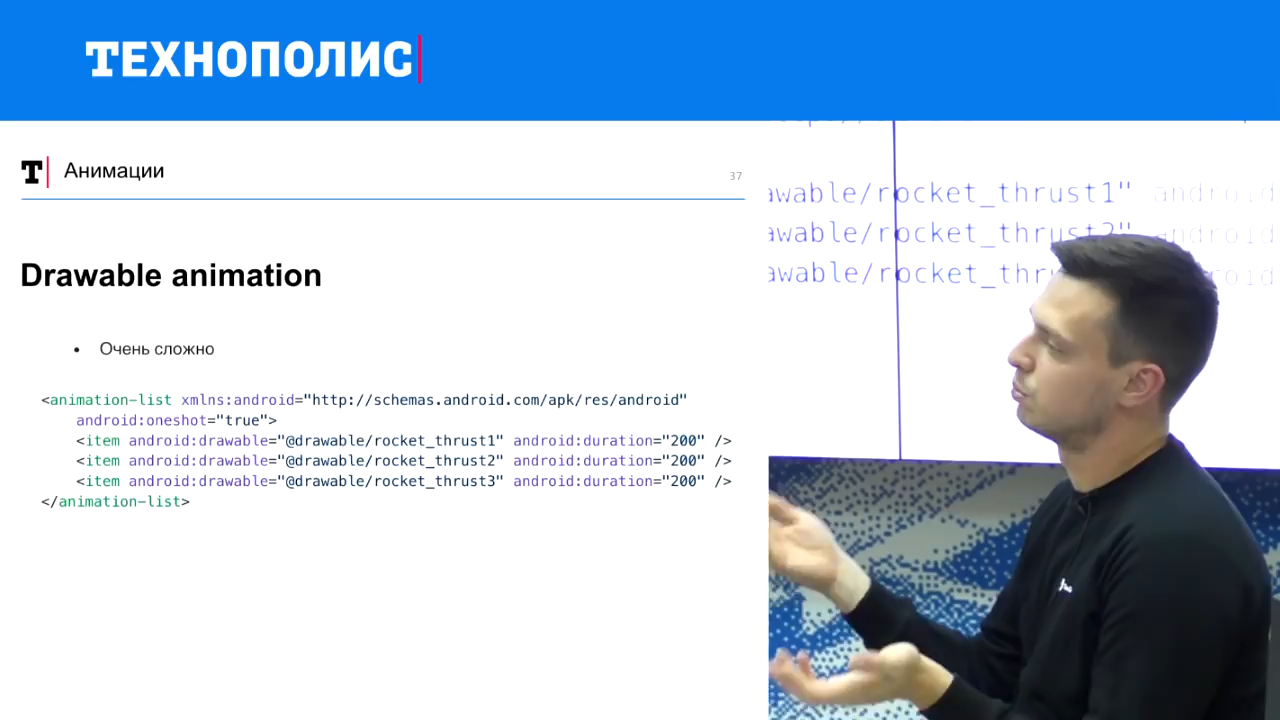 ТЕХНОПОЛИС
Т Анимации
37
Drawable animation
• Очень сложно
<animation-list xmlns:android="http://schemas.android.com/apk/res/android"
android:oneshot="true">
<item android:drawable="@drawable/rocket_thrust1" android:duration="200" />
<item android:drawable="@drawable/rocket_thrust2" android:duration="200" />
<item android:drawable="@drawable/rocket_thrust3" android:duration="200" />
</animation-list>
awable/rocket_thrust1" android
awable/rocket_thrust2" android
awable/rocket_thr